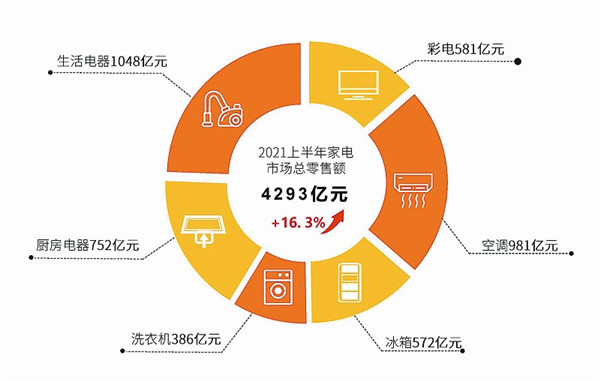 生活电器1048亿元
彩电581亿元
2021上半年家电
市场总零售额
4293亿元
+16.3%
空调981亿元
厨房电器752亿元
洗衣机386亿元
冰箱572亿元